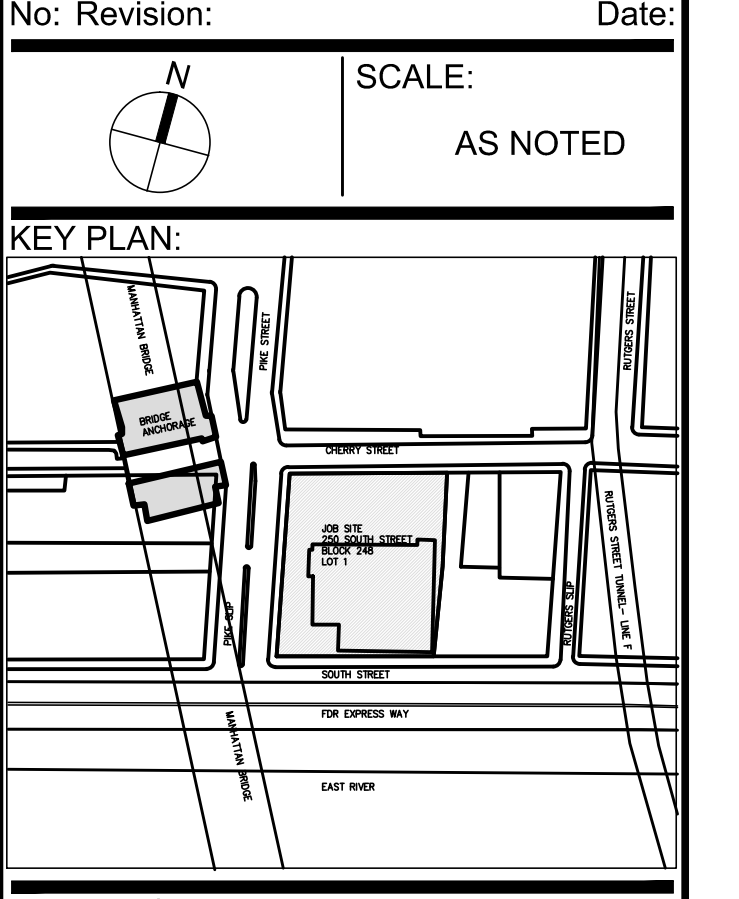 No: Revision: Date:
N
SCALE:
AS NOTED
KEY PLAN:
MANHATTAN BRIDGE
PIKE STREET
RUTGERS STREET
BRIDGE
ANCHORAGE
CHERRY STREET
JOB SITE
250 SOUTH STREET
BLOCK 248
LOT 1
RUTGERS STREET TUNNEL- LINE F
PIKE SLIP
RUTGERS SLIP
SOUTH STREET
FDR EXPRESS WAY
MANHATTAN BRIDGE
EAST RIVER